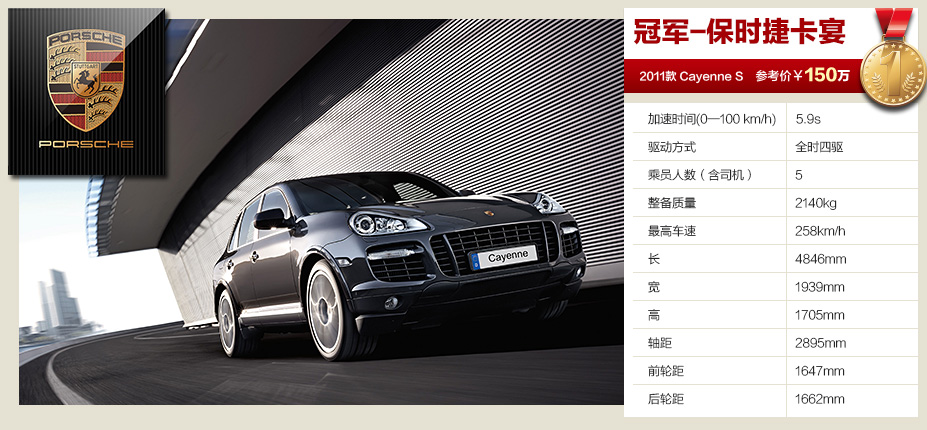 PORSCHE
STUTTGART
PORSCHE
Cayenne
冠军-保时捷卡宴
1
2011款 Cayenne S 参考价￥150万
加速时间(0—100 km/h) 5.9s
驱动方式 全时四驱
乘员人数（含司机） 5
整备质量 2140kg
最高车速 258km/h
长 4846mm
宽 1939mm
高 1705mm
轴距 2895mm
前轮距 1647mm
后轮距 1662mm